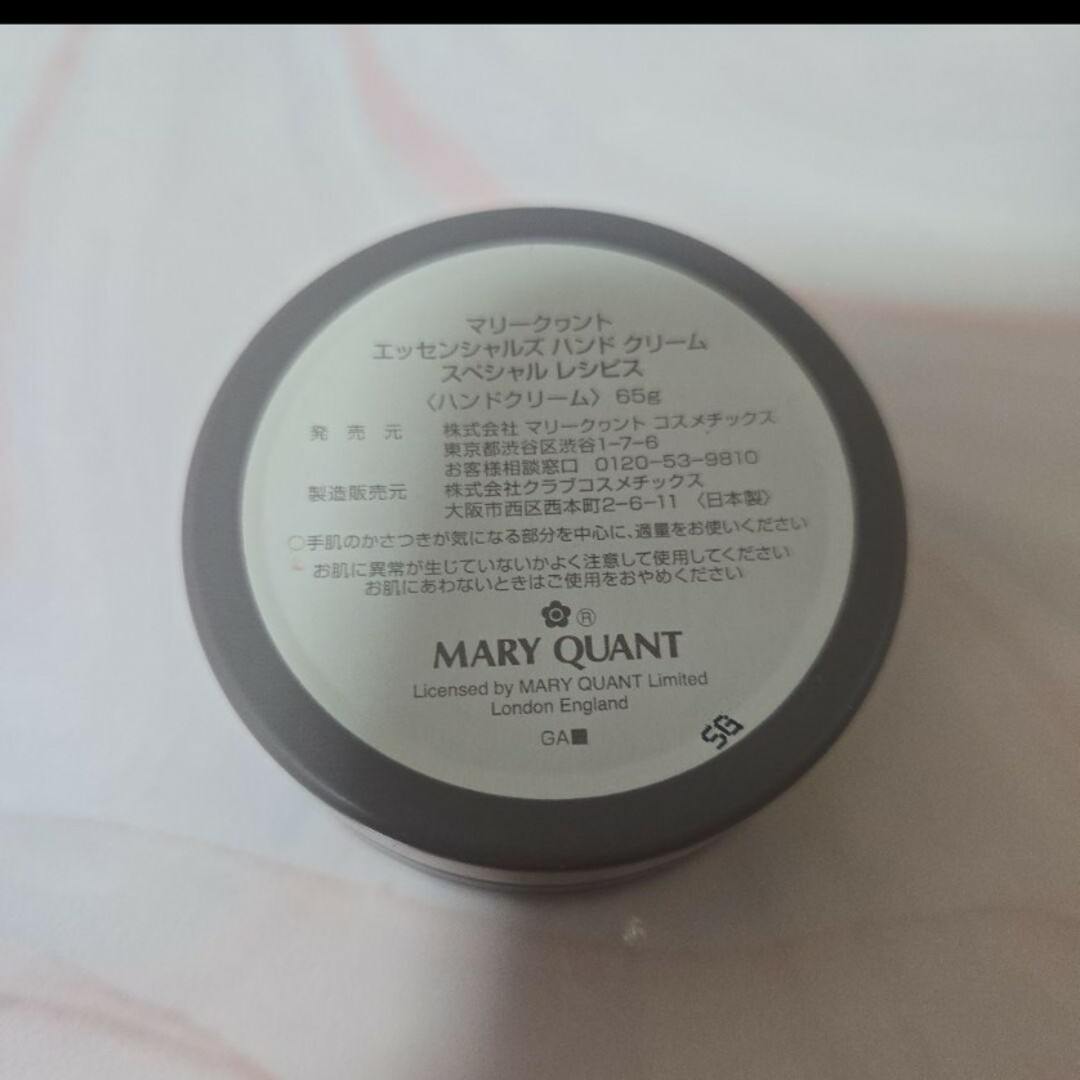 マリークヮント
エッセンシャルズ ハンド クリーム
スペシャル レシピス
〈ハンドクリーム〉 65g
発売元 株式会社 マリークヮント コスメチックス
東京都渋谷区渋谷1-7-6
お客様相談窓口 0120-53-9810
製造販売元 株式会社クラブコスメチックス
大阪市西区西本町2-6-11 〈日本製〉
○手肌のかさつきが気になる部分を中心に、適量をお使いください
お肌に異常が生じていないかよく注意して使用してください
お肌にあわないときはご使用をおやめください
®
MARY QUANT
Licensed by MARY QUANT Limited
London England
GA■
5G